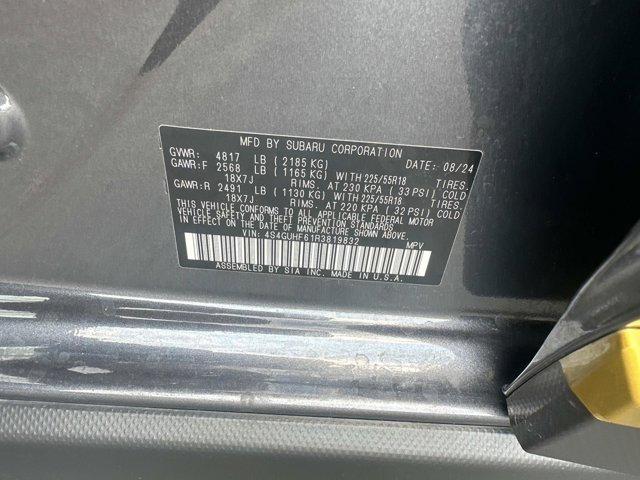 MFD BY SUBARU CORPORATION
GVWR: 4817 LB (2185 KG) DATE: 08/24
GAWR:F 2568 LB (1165 KG) WITH 225/55R18 TIRES.
18X7J RIMS. AT 230 KPA (33 PSI) COLD
GAWR:R 2491 LB (1130 KG) WITH 225/55R18 TIRES.
18X7J RIMS. AT 220 KPA (32 PSI) COLD
THIS VEHICLE CONFORMS TO ALL APPLICABLE FEDERAL MOTOR
VEHICLE SAFETY AND THEFT PREVENTION STANDARDS
IN EFFECT ON THE DATE OF MANUFACTURE SHOWN ABOVE.
VIN: 4S4GUHF61R3819832 MPV
ASSEMBLED BY SIA INC. MADE IN U.S.A.